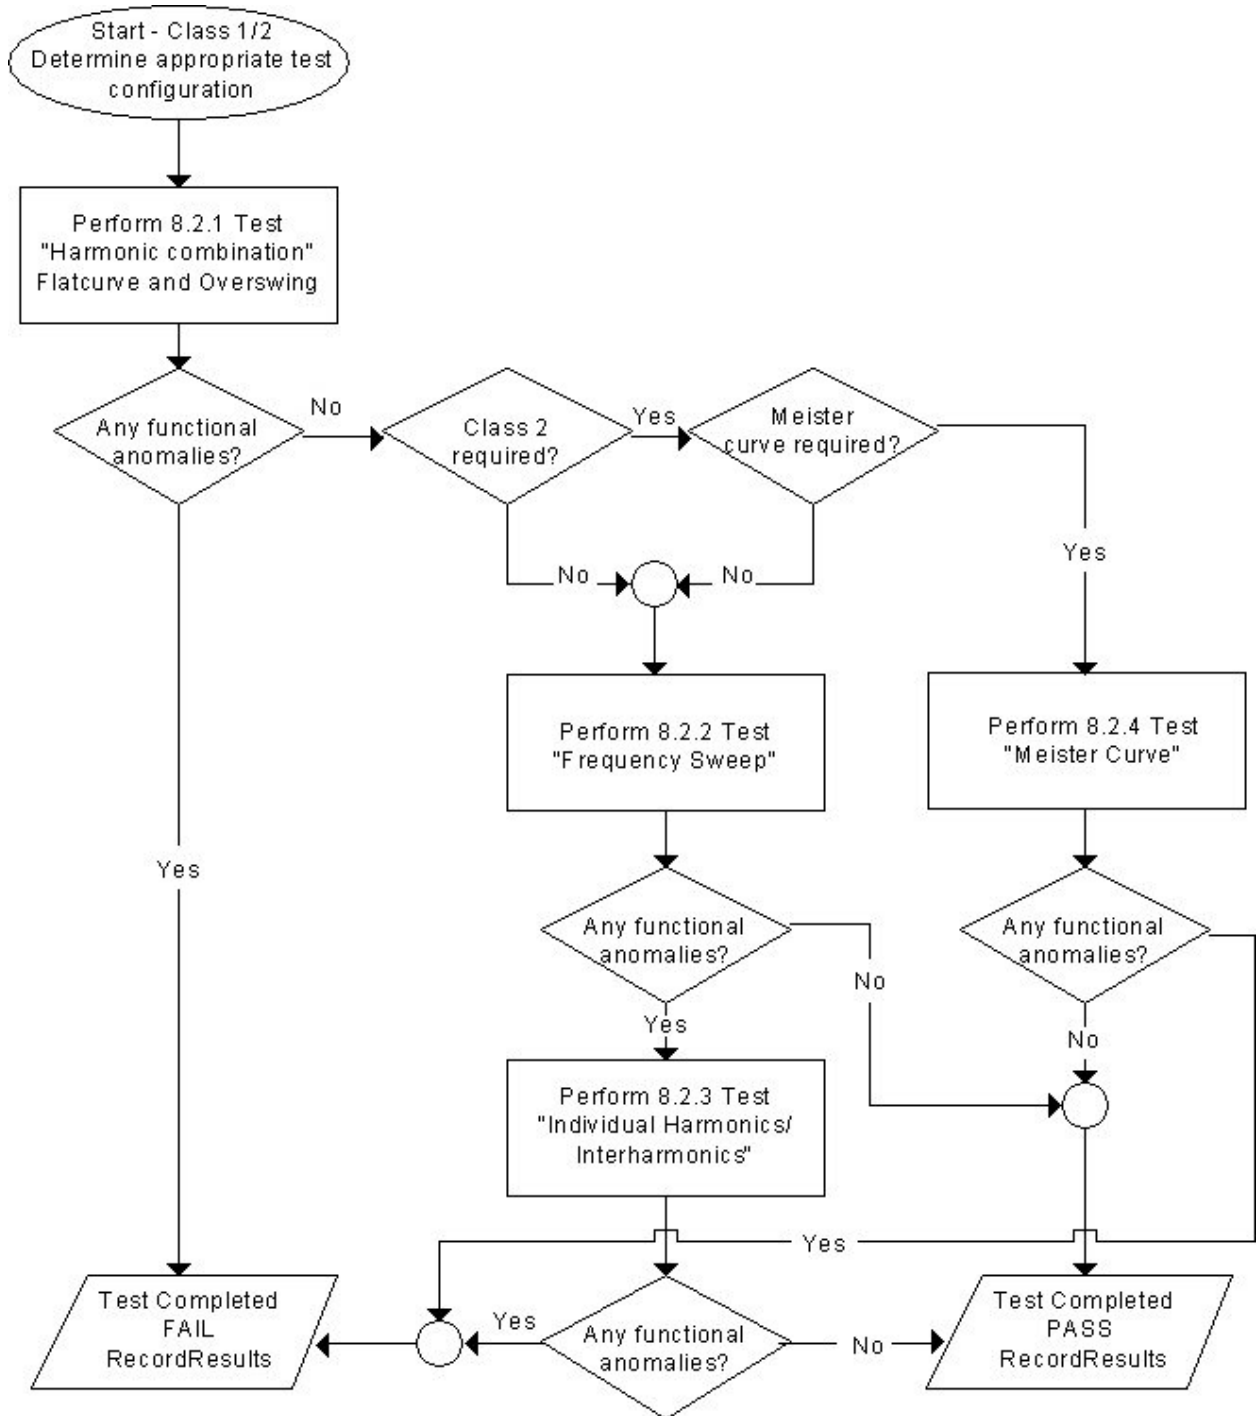 Start - Class 1/2
Determine appropriate test
configuration
Perform 8.2.1 Test
"Harmonic combination"
Flatcurve and Overswing
Any functional
anomalies?
No
Class 2
required?
Yes
Meister
curve required?
No
No
Yes
Perform 8.2.2 Test
"Frequency Sweep"
Perform 8.2.4 Test
"Meister Curve"
Yes
Any functional
anomalies?
No
Any functional
anomalies?
Yes
No
Perform 8.2.3 Test
"Individual Harmonics/
Interharmonics"
Yes
Test Completed
FAIL
RecordResults
Yes
Any functional
anomalies?
No
Test Completed
PASS
RecordResults